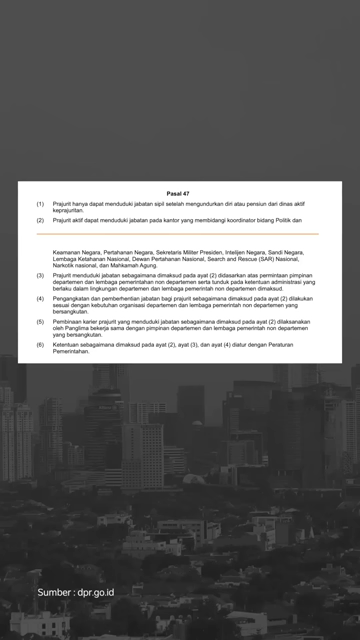 Pasal 47
(1) Prajurit hanya dapat menduduki jabatan sipil setelah mengundurkan diri atau pensiun dari dinas aktif
keprajuritan.
(2) Prajurit aktif dapat menduduki jabatan pada kantor yang membidangi koordinator bidang Politik dan
Keamanan Negara, Pertahanan Negara, Sekretaris Militer Presiden, Intelijen Negara, Sandi Negara,
Lembaga Ketahanan Nasional, Dewan Pertahanan Nasional, Search and Rescue (SAR) Nasional,
Narkotik nasional, dan Mahkamah Agung.
(3) Prajurit menduduki jabatan sebagaimana dimaksud pada ayat (2) didasarkan atas permintaan pimpinan
departemen dan lembaga pemerintahan non departemen serta tunduk pada ketentuan administrasi yang
berlaku dalam lingkungan departemen dan lembaga pemerintah non departemen dimaksud.
(4) Pengangkatan dan pemberhentian jabatan bagi prajurit sebagaimana dimaksud pada ayat (2) dilakukan
sesuai dengan kebutuhan organisasi departemen dan lembaga pemerintah non departemen yang
bersangkutan.
(5) Pembinaan karier prajurit yang menduduki jabatan sebagaimana dimaksud pada ayat (2) dilaksanakan
oleh Panglima bekerja sama dengan pimpinan departemen dan lembaga pemerintah non departemen
yang bersangkutan.
(6) Ketentuan sebagaimana dimaksud pada ayat (2), ayat (3), dan ayat (4) diatur dengan Peraturan
Pemerintahan.
Sumber : dpr.go.id